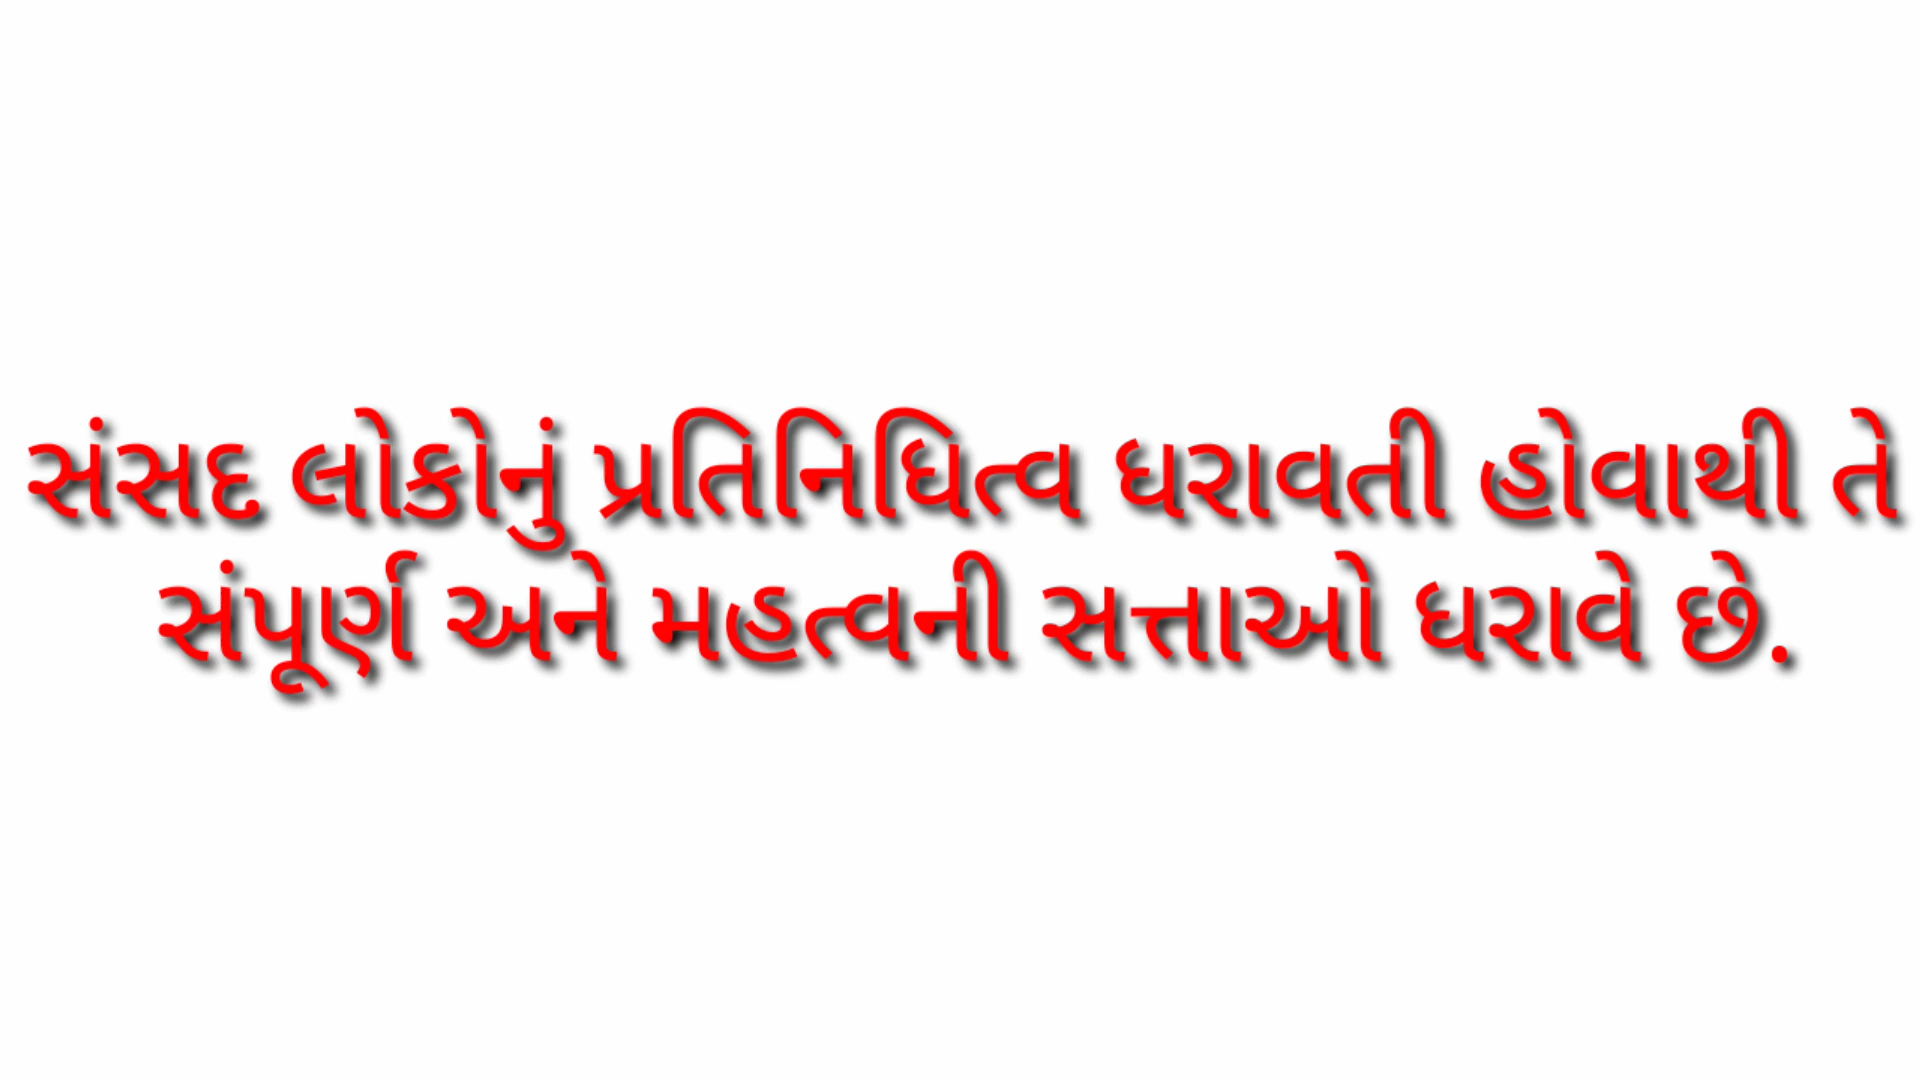 સંસદ લોકોનું પ્રતિનિધિત્વ ધરાવતી હોવાથી તે
સંપૂર્ણ અને મહત્વની સત્તાઓ ધરાવે છે.